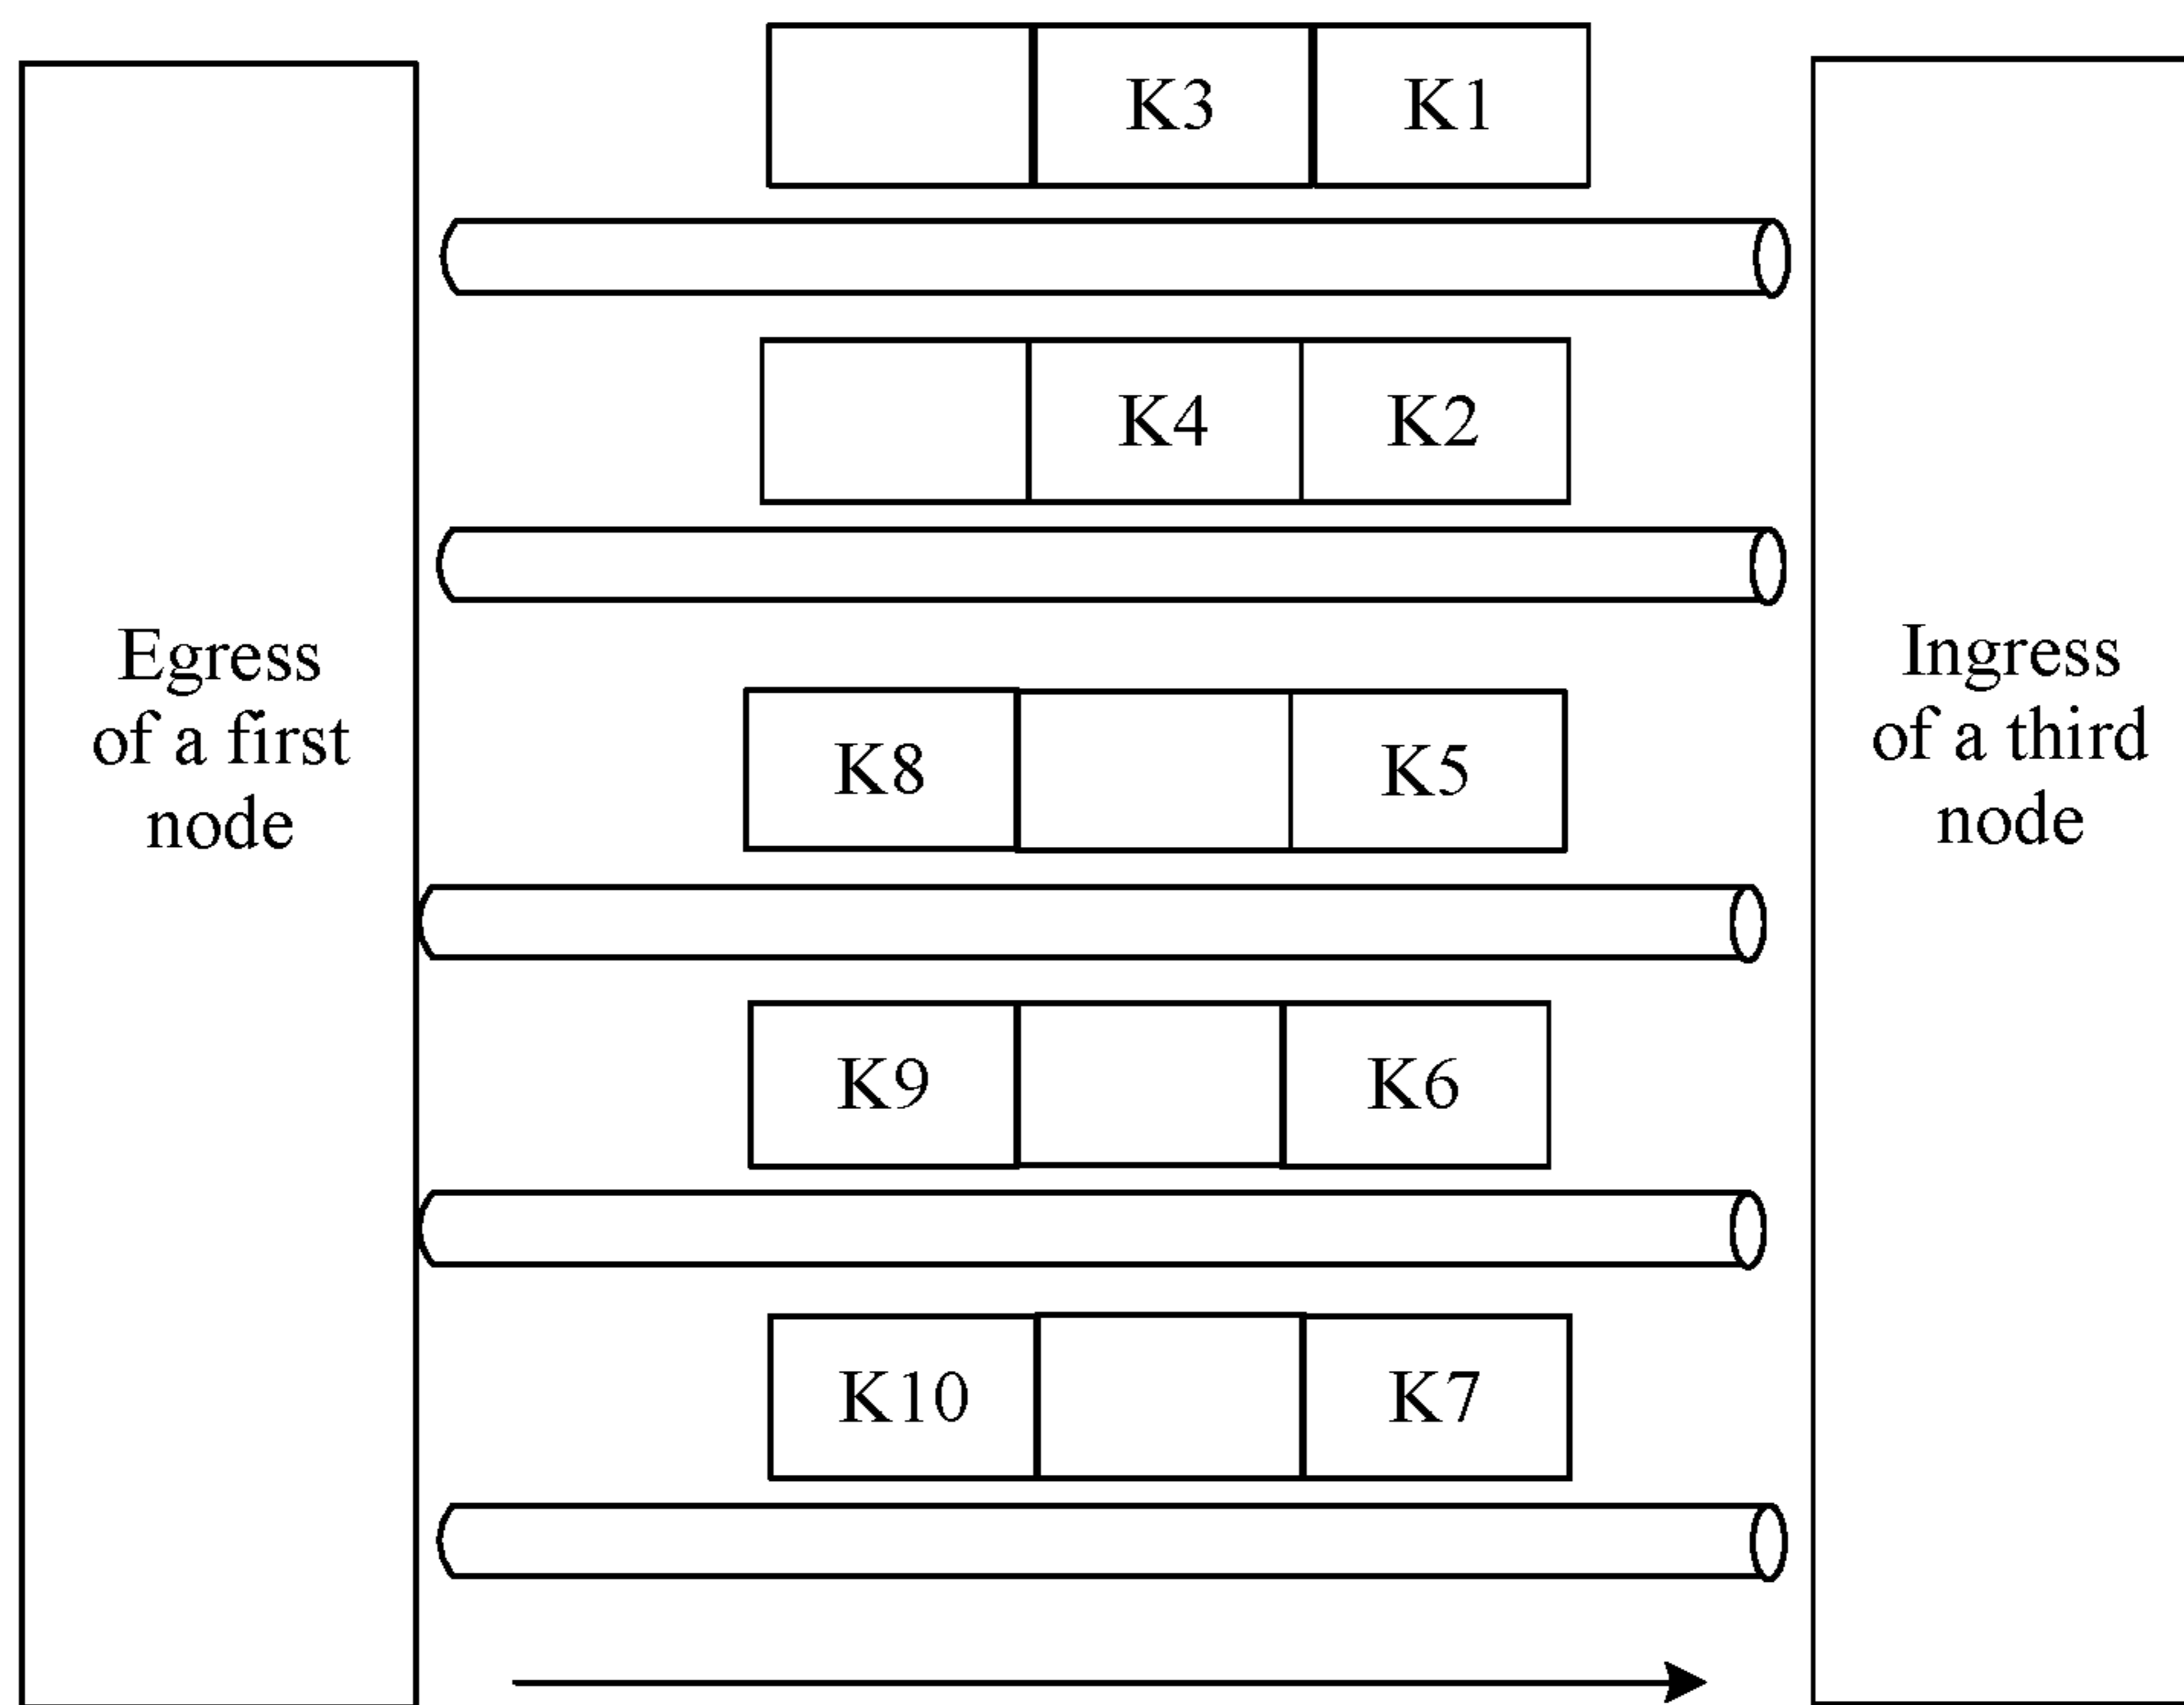 K3 K1
K4 K2
Egress
of a first
node
K8 K5
Ingress
of a third
node
K9 K6
K10 K7